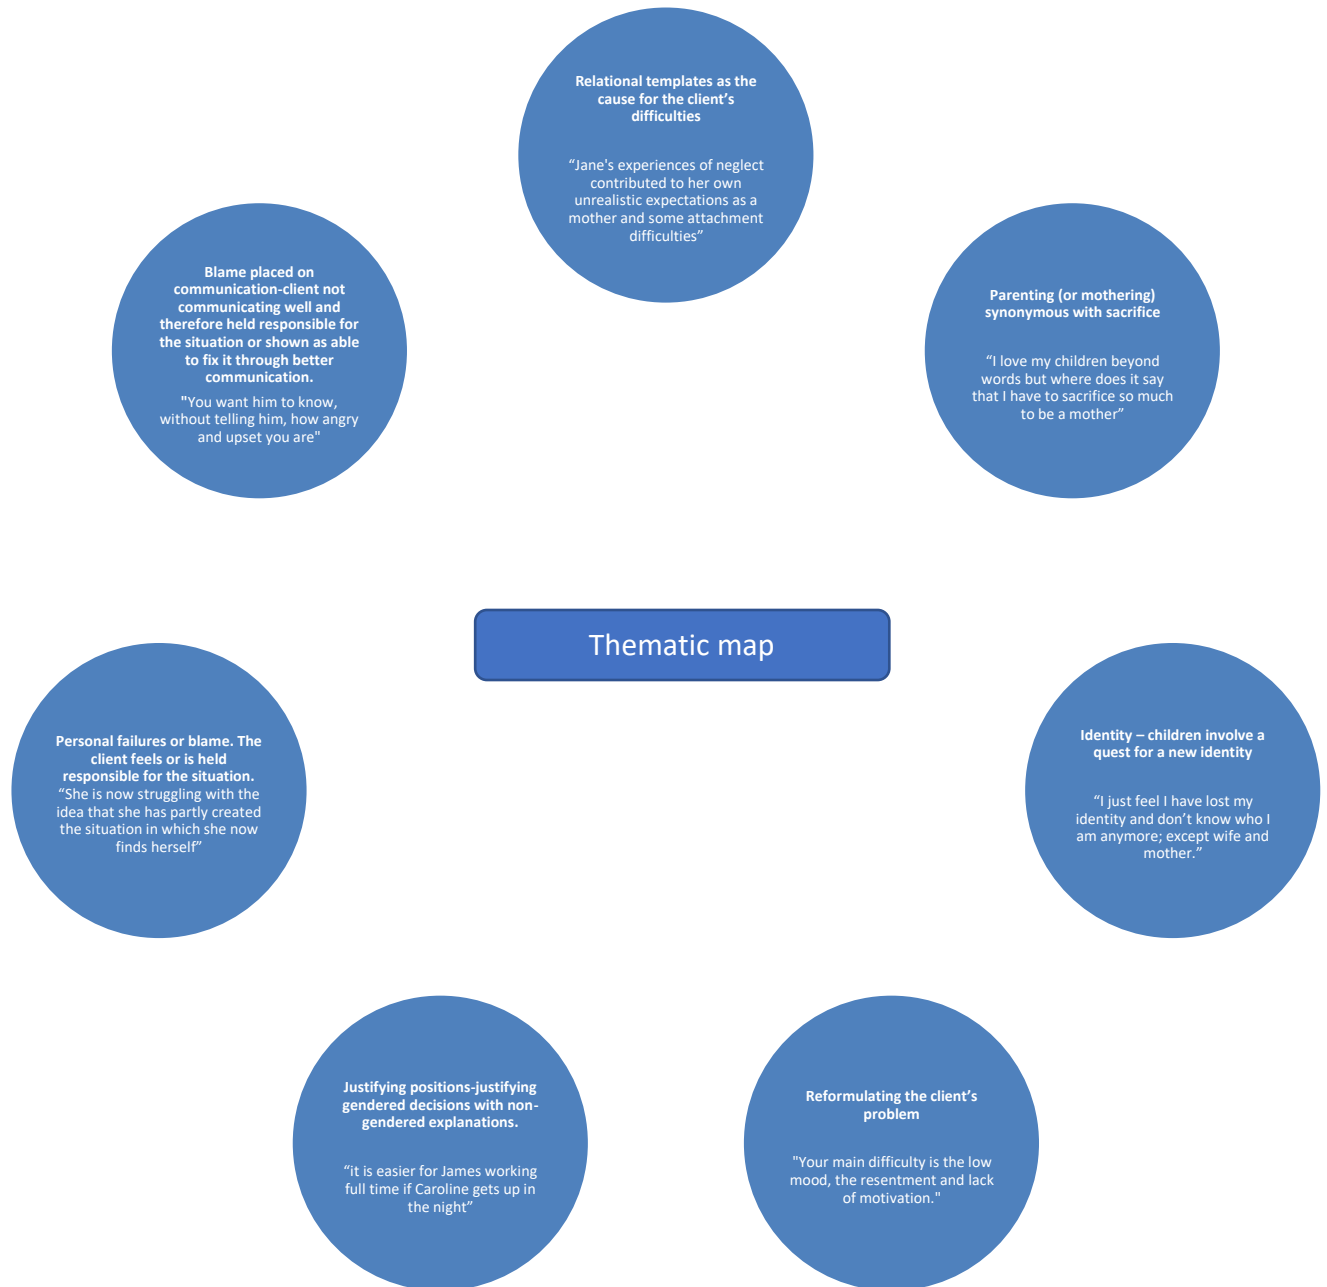 Relational templates as the
cause for the client’s
difficulties
“Jane's experiences of neglect
contributed to her own
unrealistic expectations as a
mother and some attachment
difficulties”
Blame placed on
communication-client not
communicating well and
therefore held responsible for
the situation or shown as able
to fix it through better
communication.
"You want him to know,
without telling him, how angry
and upset you are"
Parenting (or mothering)
synonymous with sacrifice
“I love my children beyond
words but where does it say
that I have to sacrifice so much
to be a mother”
Thematic map
Personal failures or blame. The
client feels or is held
responsible for the situation.
“She is now struggling with the
idea that she has partly created
the situation in which she now
finds herself”
Identity – children involve a
quest for a new identity
“I just feel I have lost my
identity and don’t know who I
am anymore; except wife and
mother.”
Justifying positions-justifying
gendered decisions with non-
gendered explanations.
“it is easier for James working
full time if Caroline gets up in
the night”
Reformulating the client’s
problem
"Your main difficulty is the low
mood, the resentment and lack
of motivation."